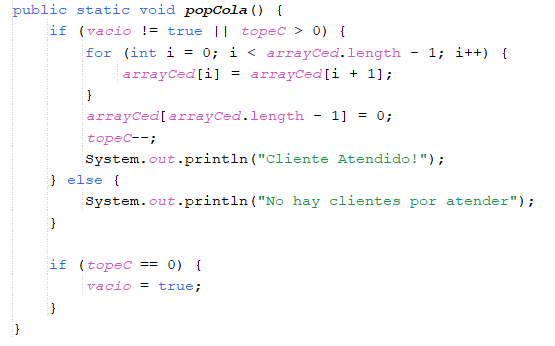 public static void popCola() {
if (vacio != true || topeC > 0) {
for (int i = 0; i < arrayCed.length - 1; i++) {
arrayCed[i] = arrayCed[i + 1];
}
arrayCed[arrayCed.length - 1] = 0;
topeC--;
System.out.println("Cliente Atendido!");
} else {
System.out.println("No hay clientes por atender");
}
if (topeC == 0) {
vacio = true;
}
}